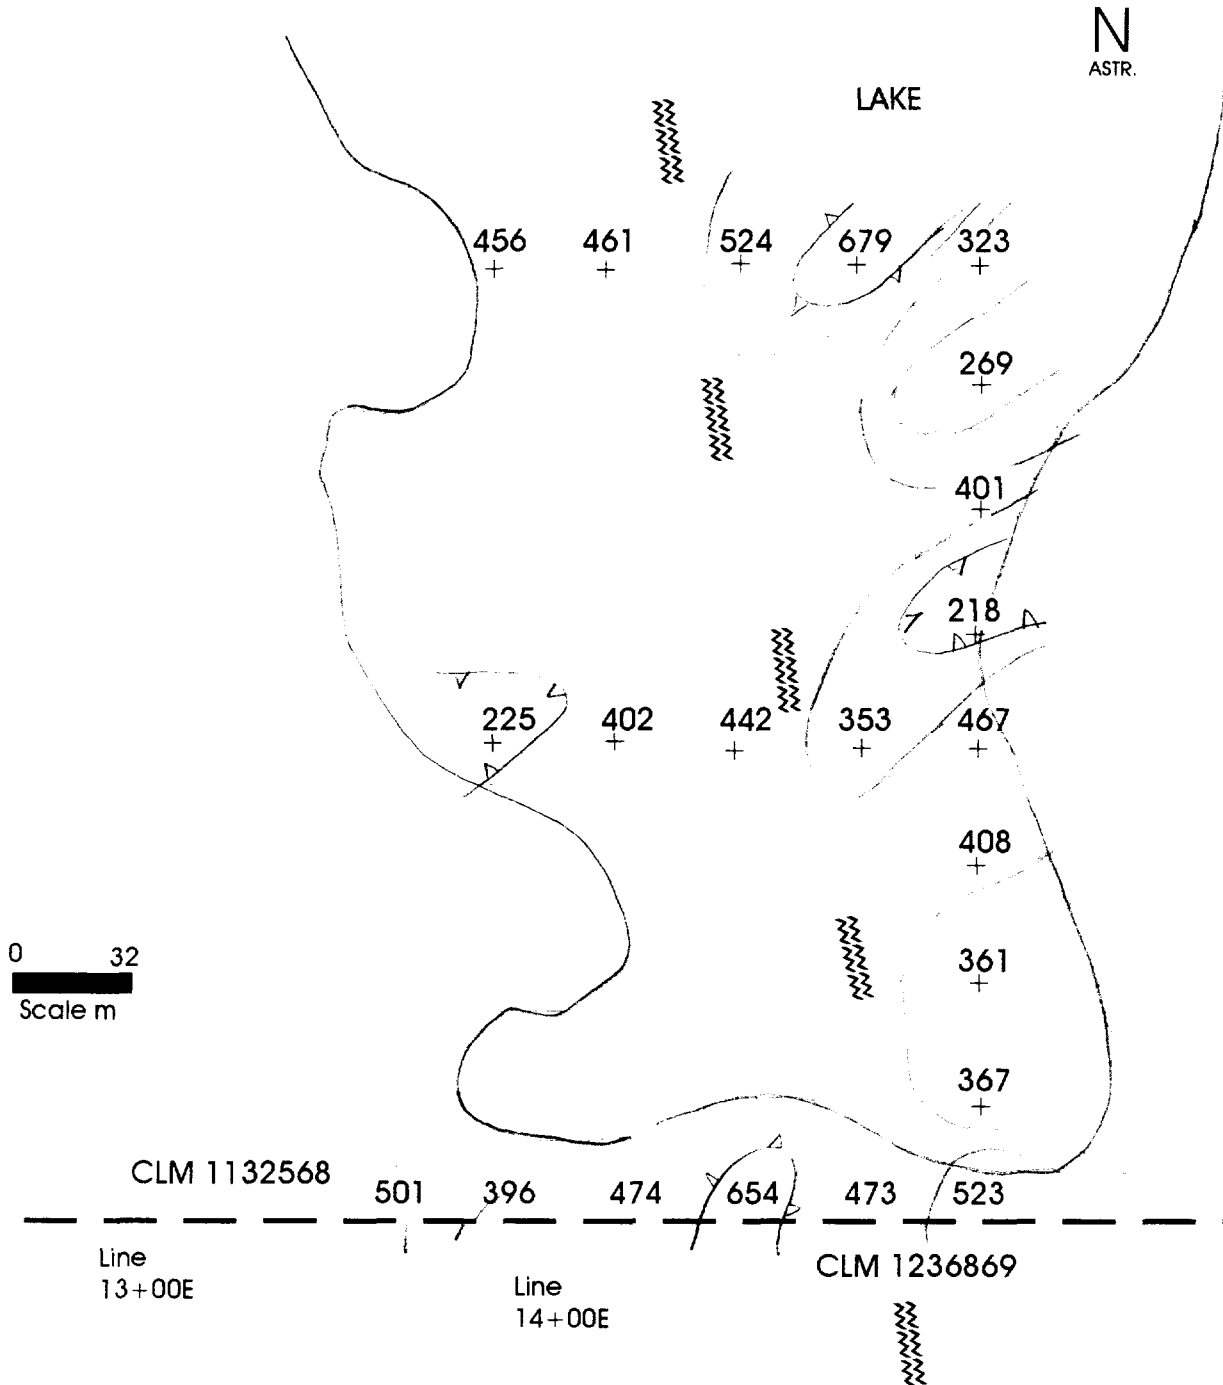 N
ASTR.
LAKE
456 461 524 679 323
269
401
218
225 402 442 353 467
408
0 32
Scale m
361
367
CLM 1132568
501 396 474 654 473 523
Line
13+00E
CLM 1236869
Line
14+00E